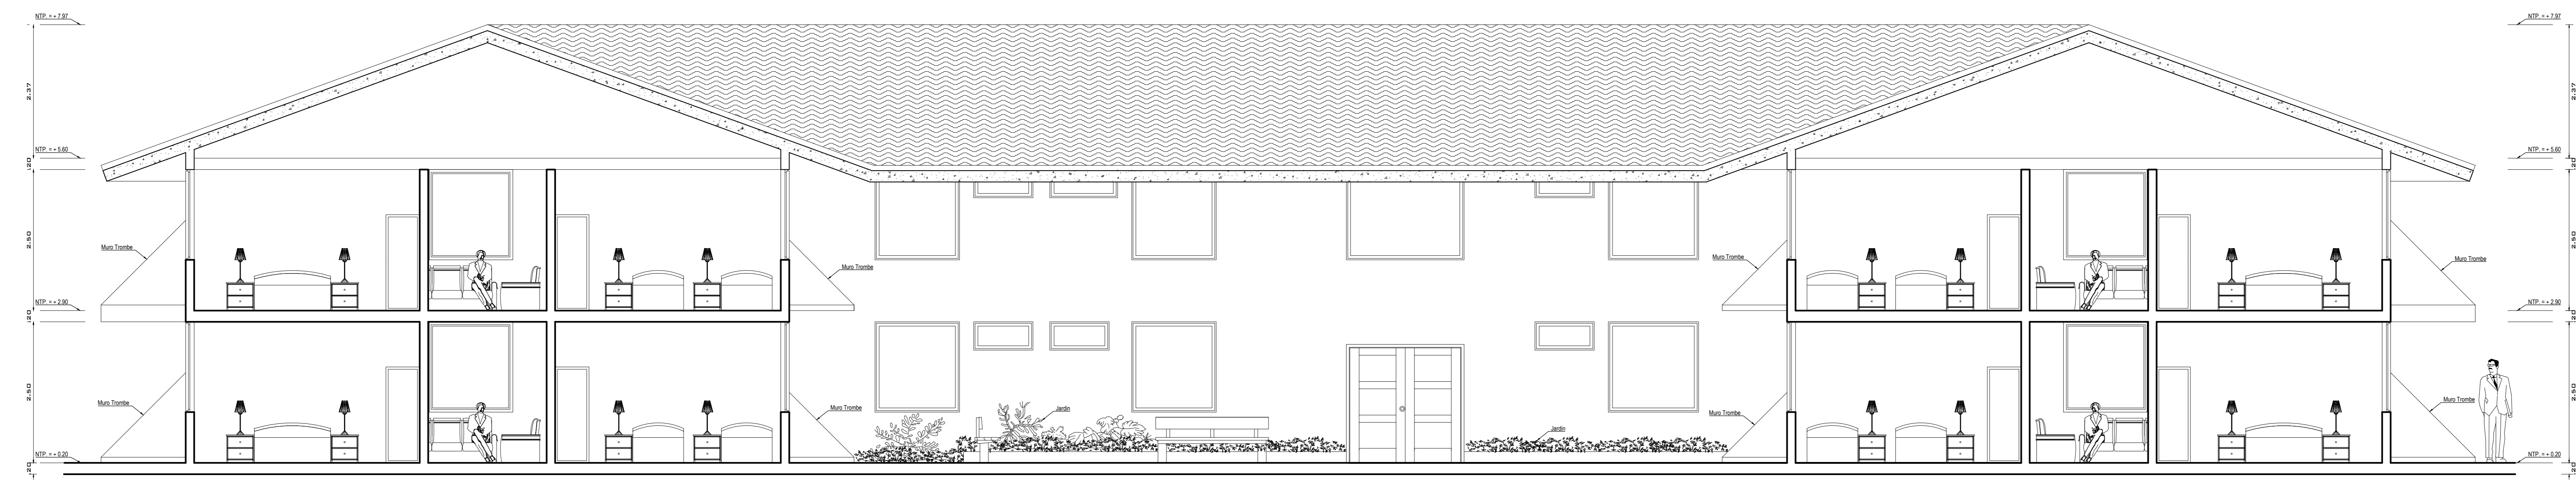 NTP. = + 7.97
NTP. = + 7.97
2.37
2.37
NTP. = + 5.60
NTP. = + 5.60
.20
.20
2.50
2.50
Muro Trombe
Muro Trombe
Muro Trombe
Muro Trombe
NTP. = + 2.90
NTP. = + 2.90
.20
.20
2.50
2.50
Muro Trombe
Muro Trombe
Jardin
Muro Trombe
Muro Trombe
Jardin
NTP. = + 0.20
NTP. = + 0.20
.20
.20